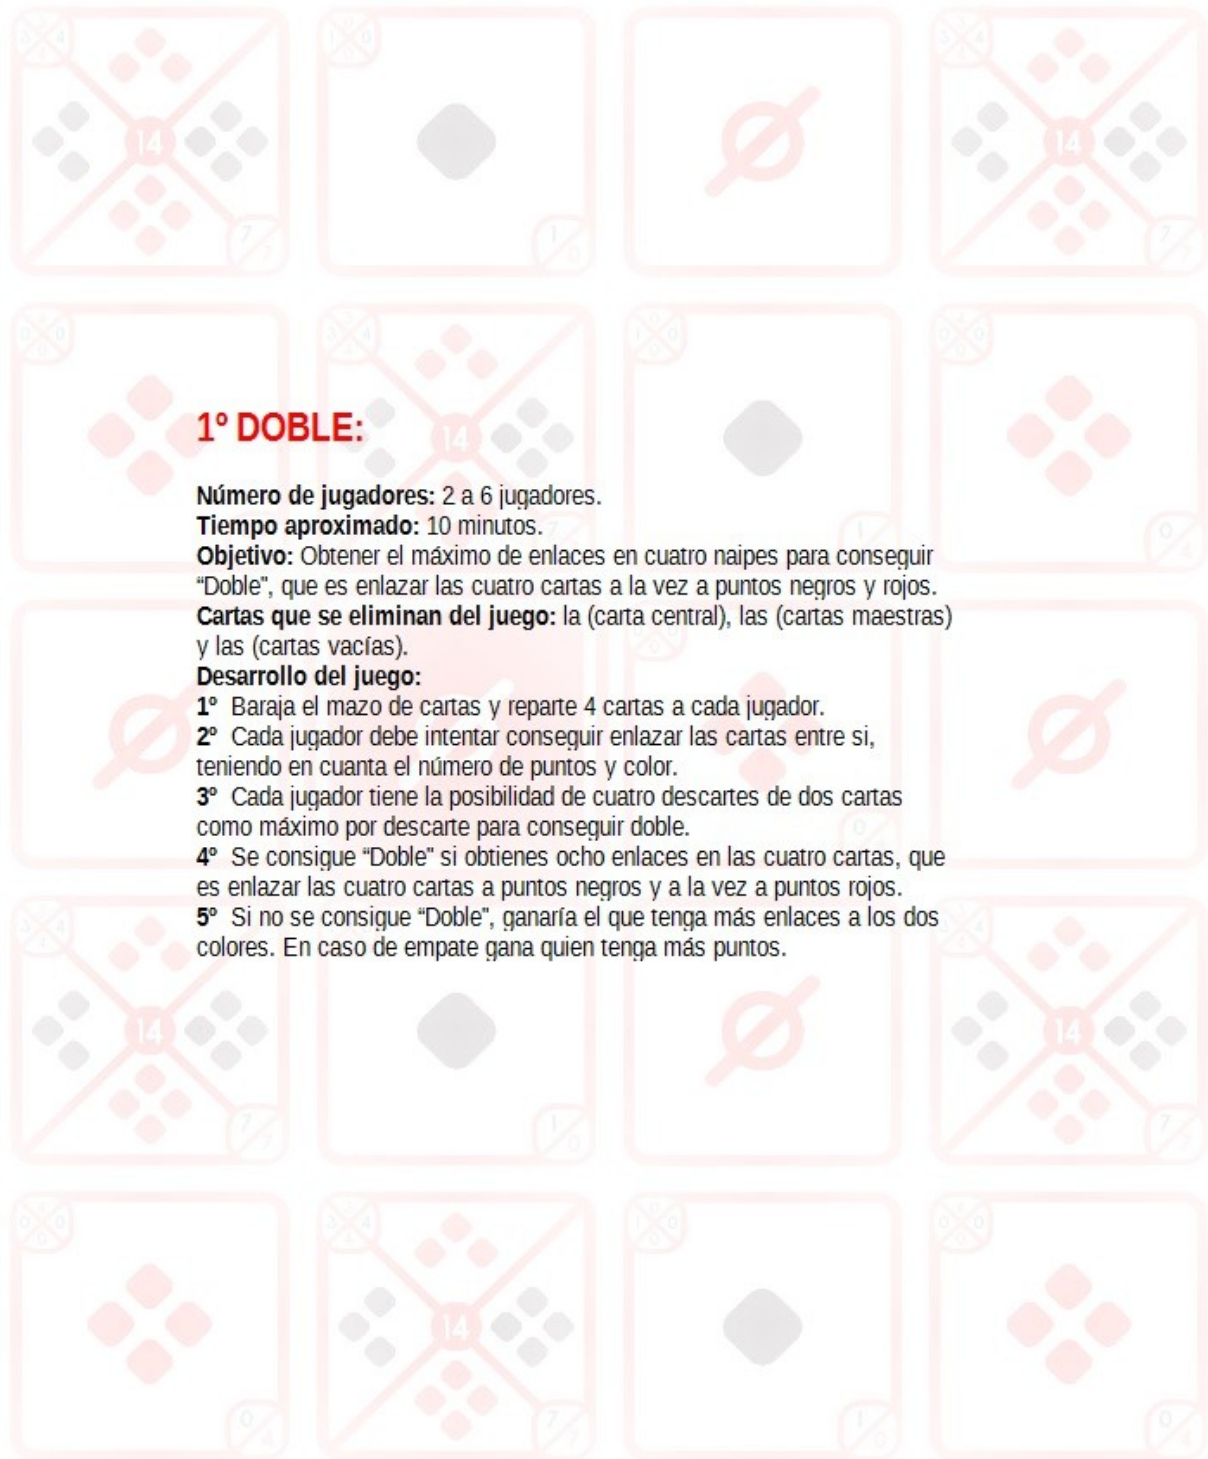 1º DOBLE:
Número de jugadores: 2 a 6 jugadores.
Tiempo aproximado: 10 minutos.
Objetivo: Obtener el máximo de enlaces en cuatro naipes para conseguir
“Doble”, que es enlazar las cuatro cartas a la vez a puntos negros y rojos.
Cartas que se eliminan del juego: la (carta central), las (cartas maestras)
y las (cartas vacías).
Desarrollo del juego:
1º Baraja el mazo de cartas y reparte 4 cartas a cada jugador.
2º Cada jugador debe intentar conseguir enlazar las cartas entre si,
teniendo en cuanta el número de puntos y color.
3º Cada jugador tiene la posibilidad de cuatro descartes de dos cartas
como máximo por descarte para conseguir doble.
4º Se consigue “Doble” si obtienes ocho enlaces en las cuatro cartas, que
es enlazar las cuatro cartas a puntos negros y a la vez a puntos rojos.
5º Si no se consigue “Doble”, ganaría el que tenga más enlaces a los dos
colores. En caso de empate gana quien tenga más puntos.